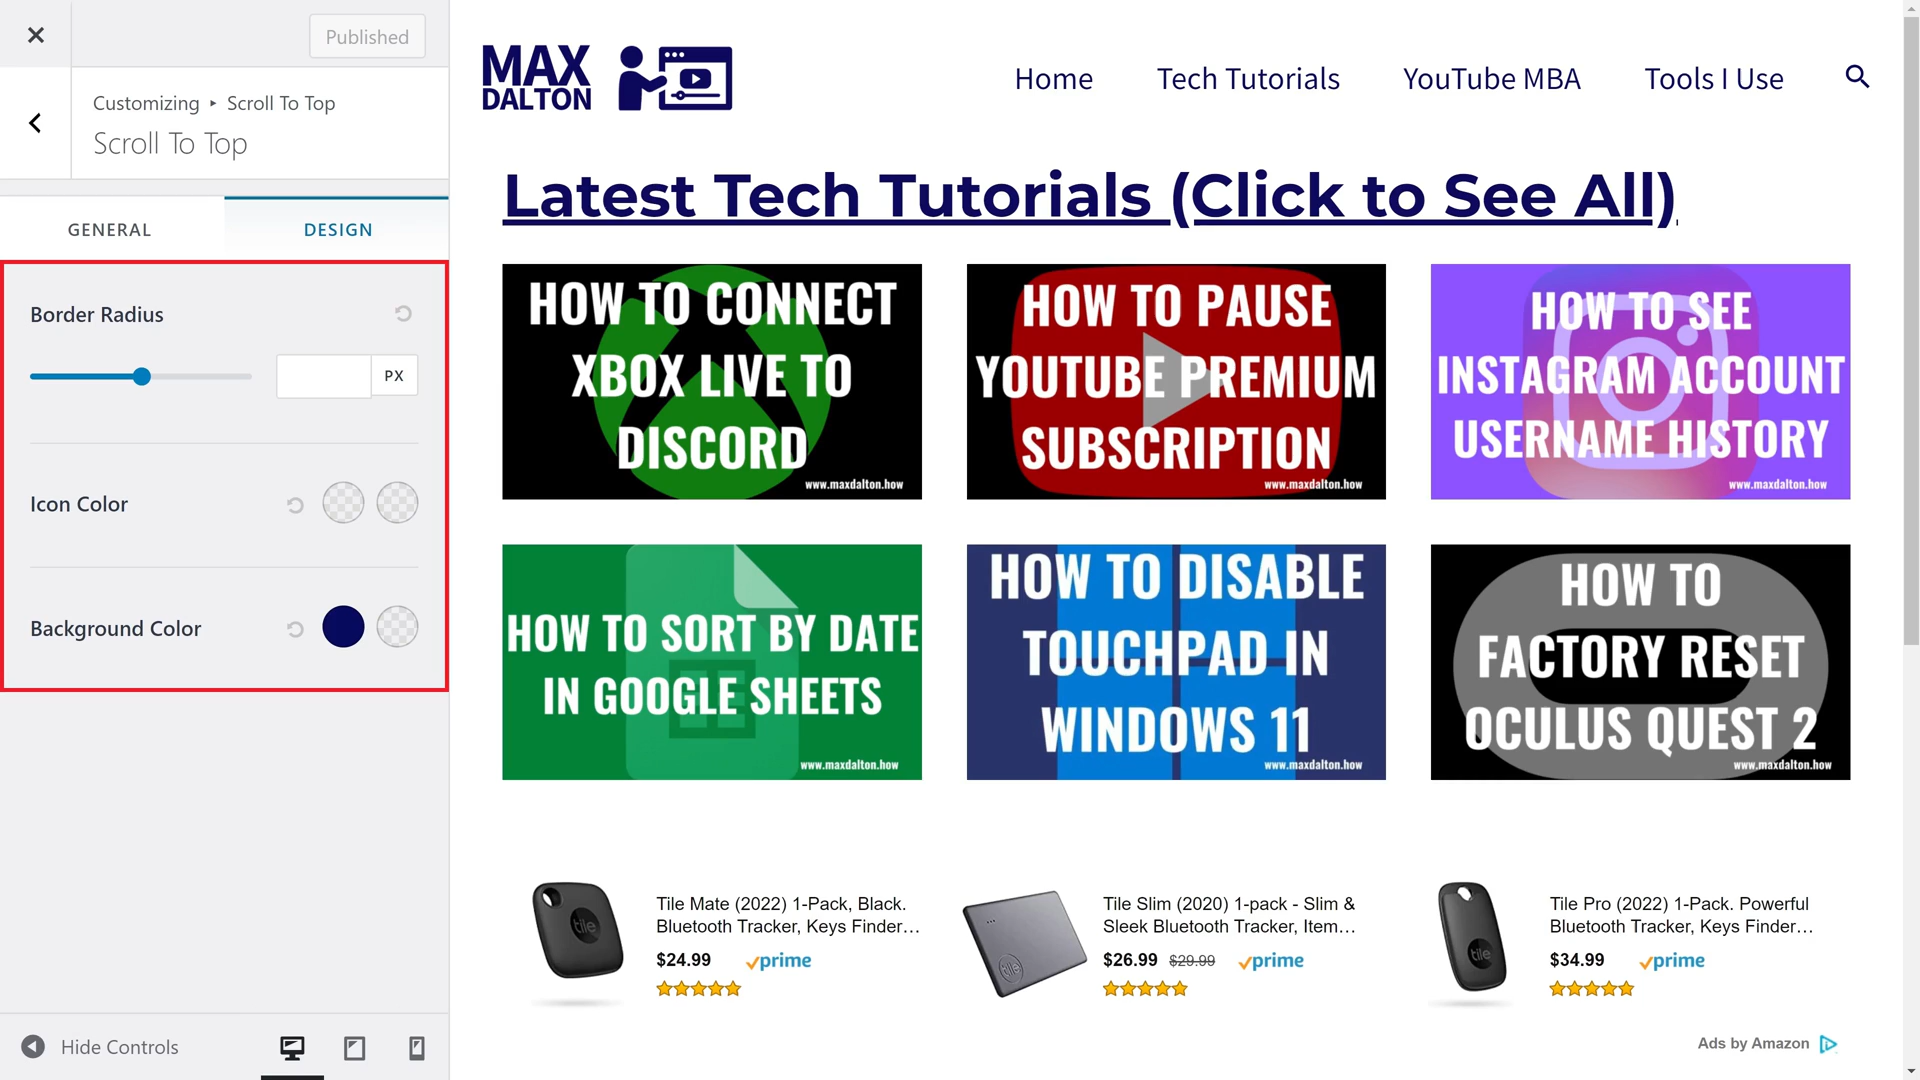 Published
Customizing ▸ Scroll To Top
Scroll To Top
GENERAL
DESIGN
Border Radius
PX
Icon Color
Background Color
Hide Controls
MAX
DALTON
Home
Tech Tutorials
YouTube MBA
Tools I Use
Latest Tech Tutorials (Click to See All)
HOW TO CONNECT
XBOX LIVE TO
DISCORD
www.maxdalton.how
HOW TO PAUSE
YOUTUBE PREMIUM
SUBSCRIPTION
www.maxdalton.how
HOW TO SEE
INSTAGRAM ACCOUNT
USERNAME HISTORY
www.maxdalton.how
HOW TO SORT BY DATE
IN GOOGLE SHEETS
www.maxdalton.how
HOW TO DISABLE
TOUCHPAD IN
WINDOWS 11
www.maxdalton.how
HOW TO
FACTORY RESET
OCULUS QUEST 2
www.maxdalton.how
tile
Tile Mate (2022) 1-Pack, Black.
Bluetooth Tracker, Keys Finder...
$24.99 prime
tile
Tile Slim (2020) 1-pack - Slim &
Sleek Bluetooth Tracker, Item...
$26.99 $29.99 prime
tile
Tile Pro (2022) 1-Pack. Powerful
Bluetooth Tracker, Keys Finder...
$34.99 prime
Ads by Amazon